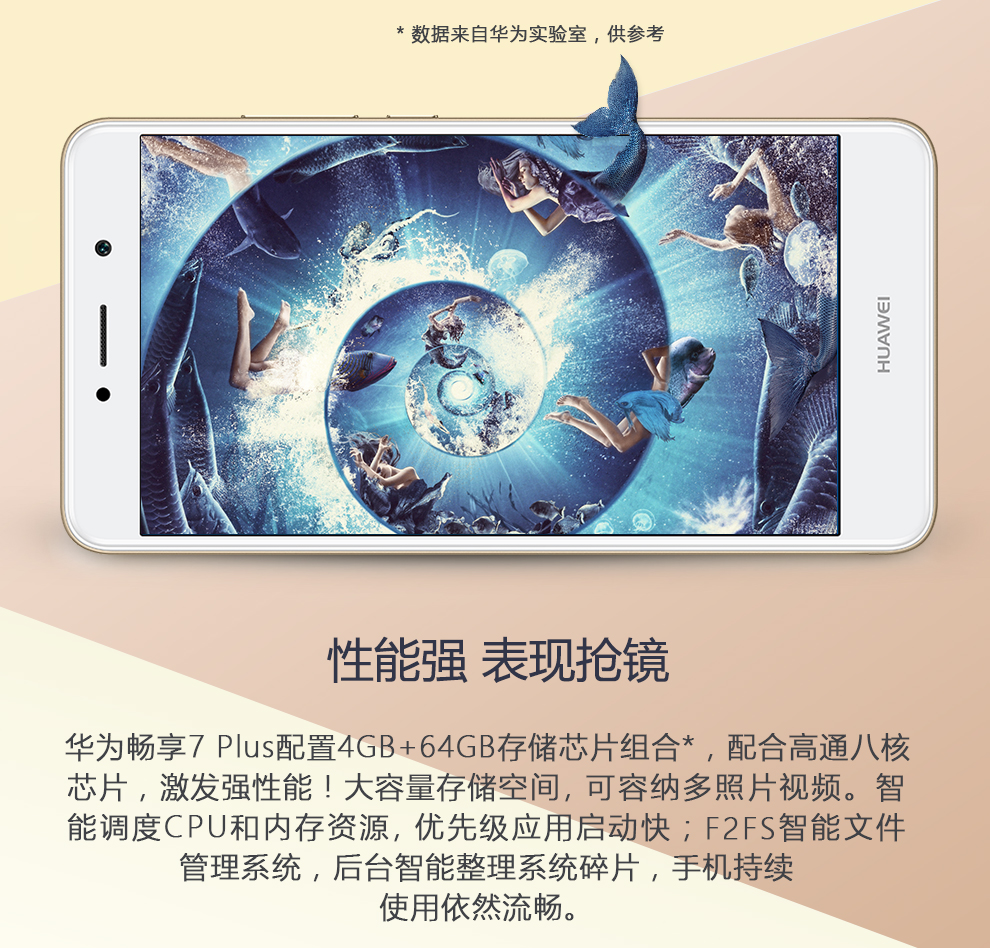 * 数据来自华为实验室，供参考
HUAWEI
性能强 表现抢镜
华为畅享7 Plus配置4GB+64GB存储芯片组合*，配合高通八核
芯片，激发强性能！大容量存储空间, 可容纳多照片视频。智
能调度CPU和内存资源, 优先级应用启动快；F2FS智能文件
管理系统，后台智能整理系统碎片，手机持续
使用依然流畅。